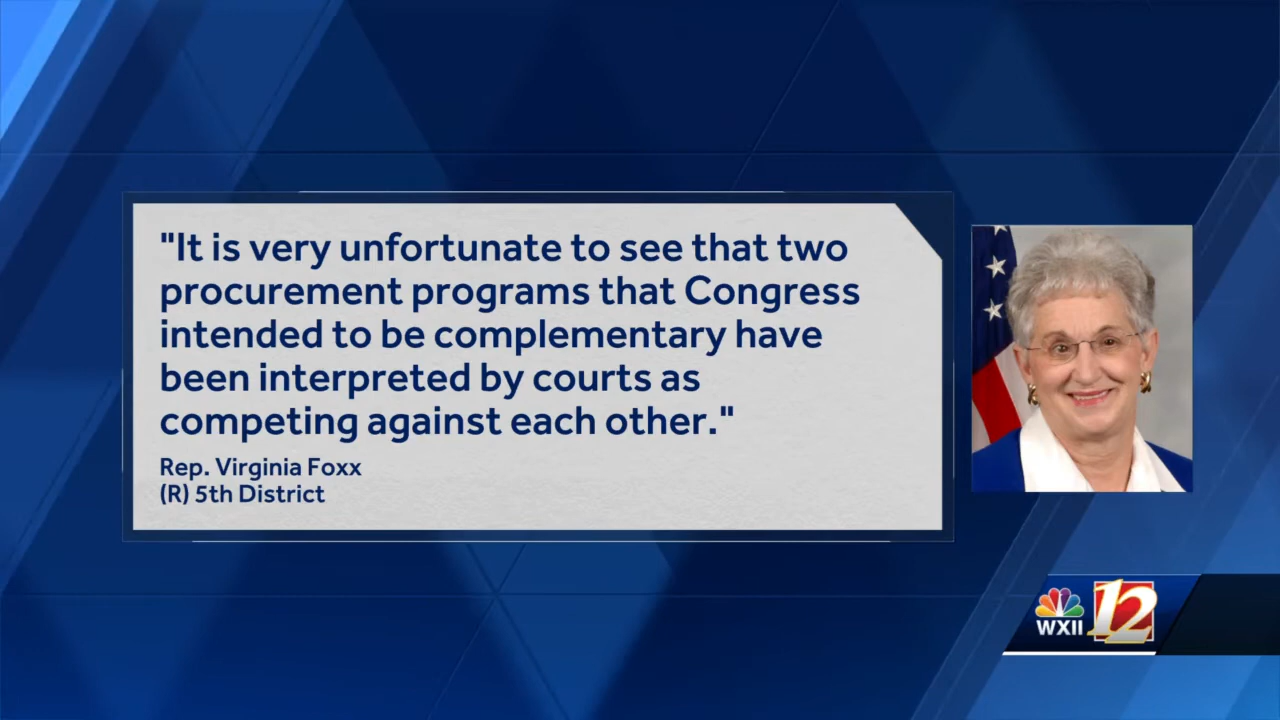 "It is very unfortunate to see that two
procurement programs that Congress
intended to be complementary have
been interpreted by courts as
competing against each other."
Rep. Virginia Foxx
(R) 5th District
WXII 12